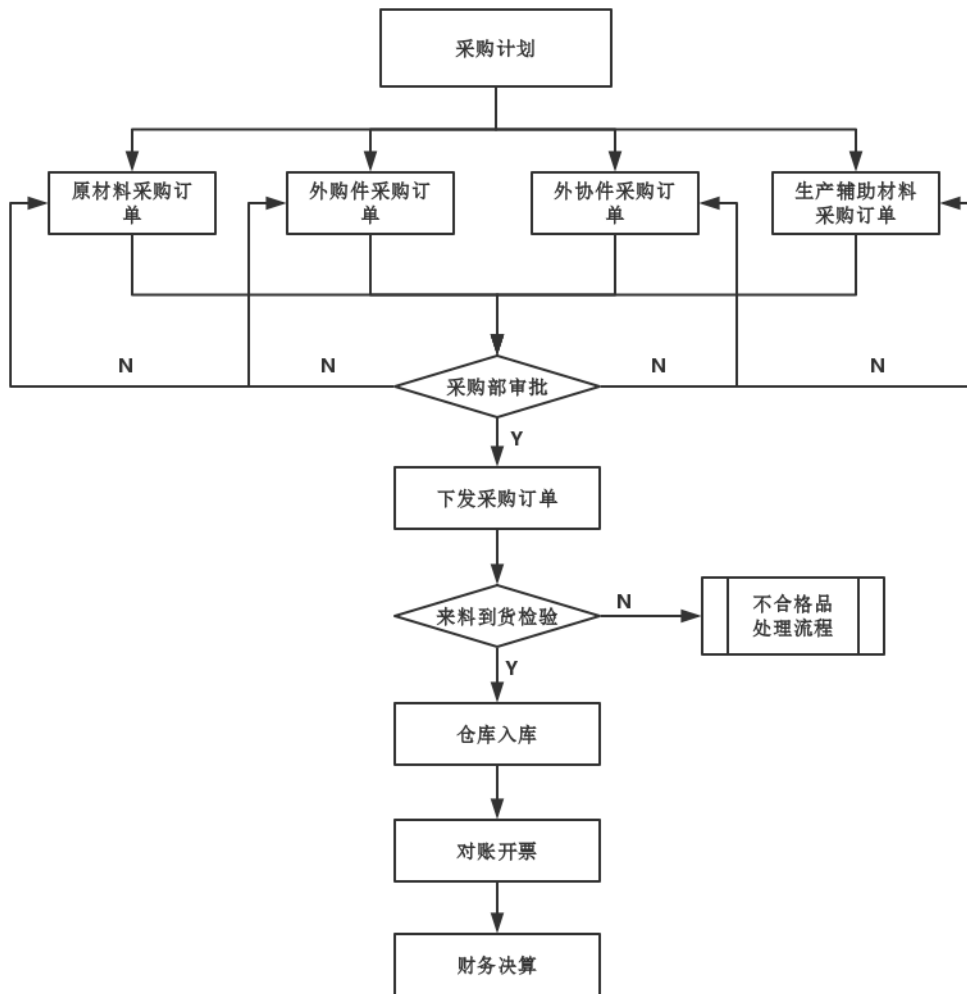 采购计划
原材料采购订
单
外购件采购订
单
外协件采购订
单
生产辅助材料
采购订单
N
N
N
N
采购部审批
Y
下发采购订单
来料到货检验
N
不合格品
处理流程
Y
仓库入库
对账开票
财务决算